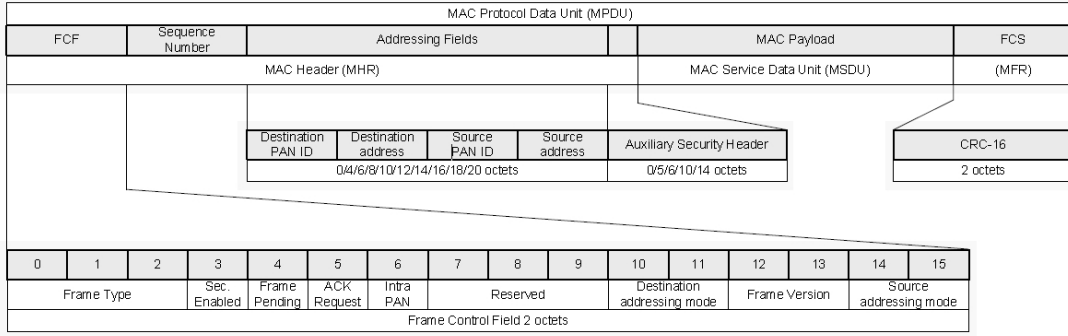 MAC Protocol Data Unit (MPDU)
FCF Sequence Number Addressing Fields MAC Payload FCS
MAC Header (MHR) MAC Service Data Unit (MSDU) (MFR)
Destination PAN ID Destination address Source PAN ID Source address Auxiliary Security Header CRC-16
0/4/6/8/10/12/14/16/18/20 octets 0/5/6/10/14 octets 2 octets
0 1 2 3 4 5 6 7 8 9 10 11 12 13 14 15
Frame Type Sec. Enabled Frame Pending ACK Request Intra PAN Reserved Destination addressing mode Frame Version Source addressing mode
Frame Control Field 2 octets